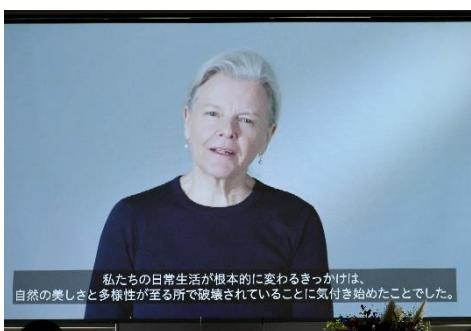 私たちの日常生活が根本的に変わるきっかけは、
自然の美しさと多様性が至る所で破壊されていることに気付き始めたことでした。